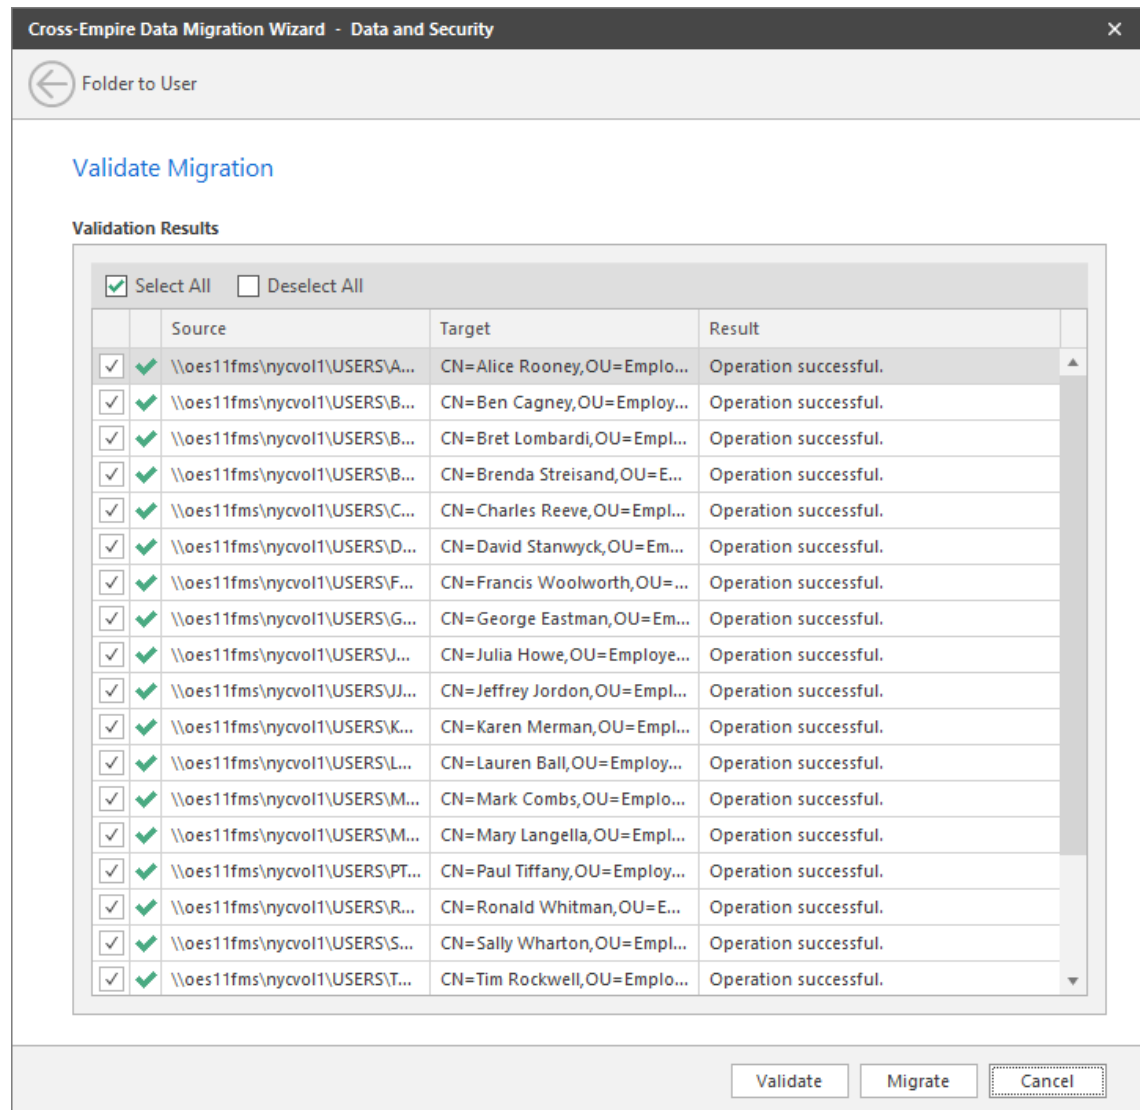 Cross-Empire Data Migration Wizard - Data and Security
Folder to User
Validate Migration
Validation Results
Select All Deselect All
Source Target Result
\\oes11fms\nycvol1\USERS\A... CN=Alice Rooney,OU=Emplo... Operation successful.
\\oes11fms\nycvol1\USERS\B... CN=Ben Cagney,OU=Employ... Operation successful.
\\oes11fms\nycvol1\USERS\B... CN=Bret Lombardi,OU=Empl... Operation successful.
\\oes11fms\nycvol1\USERS\B... CN=Brenda Streisand,OU=E... Operation successful.
\\oes11fms\nycvol1\USERS\C... CN=Charles Reeve,OU=Empl... Operation successful.
\\oes11fms\nycvol1\USERS\D... CN=David Stanwyck,OU=Em... Operation successful.
\\oes11fms\nycvol1\USERS\F... CN=Francis Woolworth,OU=... Operation successful.
\\oes11fms\nycvol1\USERS\G... CN=George Eastman,OU=Em... Operation successful.
\\oes11fms\nycvol1\USERS\J... CN=Julia Howe,OU=Employe... Operation successful.
\\oes11fms\nycvol1\USERS\JJ... CN=Jeffrey Jordon,OU=Empl... Operation successful.
\\oes11fms\nycvol1\USERS\K... CN=Karen Merman,OU=Empl... Operation successful.
\\oes11fms\nycvol1\USERS\L... CN=Lauren Ball,OU=Employ... Operation successful.
\\oes11fms\nycvol1\USERS\M... CN=Mark Combs,OU=Emplo... Operation successful.
\\oes11fms\nycvol1\USERS\M... CN=Mary Langella,OU=Empl... Operation successful.
\\oes11fms\nycvol1\USERS\PT... CN=Paul Tiffany,OU=Employ... Operation successful.
\\oes11fms\nycvol1\USERS\R... CN=Ronald Whitman,OU=E... Operation successful.
\\oes11fms\nycvol1\USERS\S... CN=Sally Wharton,OU=Empl... Operation successful.
\\oes11fms\nycvol1\USERS\T... CN=Tim Rockwell,OU=Emplo... Operation successful.
Validate Migrate Cancel